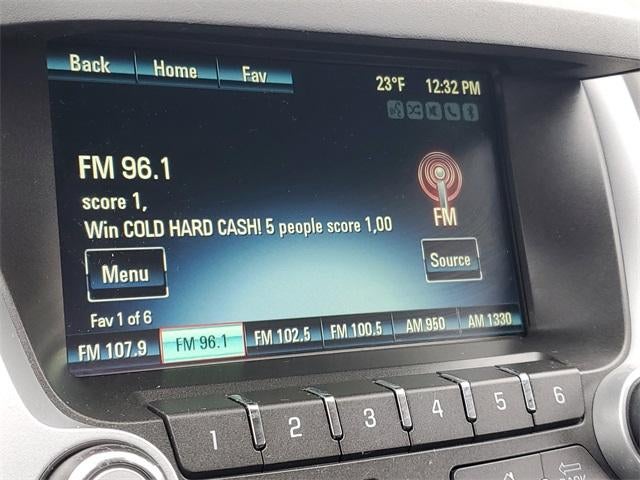 Back Home Fav
23°F 12:32 PM
FM 96.1
score 1,
Win COLD HARD CASH! 5 people score 1,00
FM
Menu
Source
Fav 1 of 6
FM 107.9 FM 96.1 FM 102.5 FM 100.5 AM 950 AM 1330
1 2 3 4 5 6
BACK